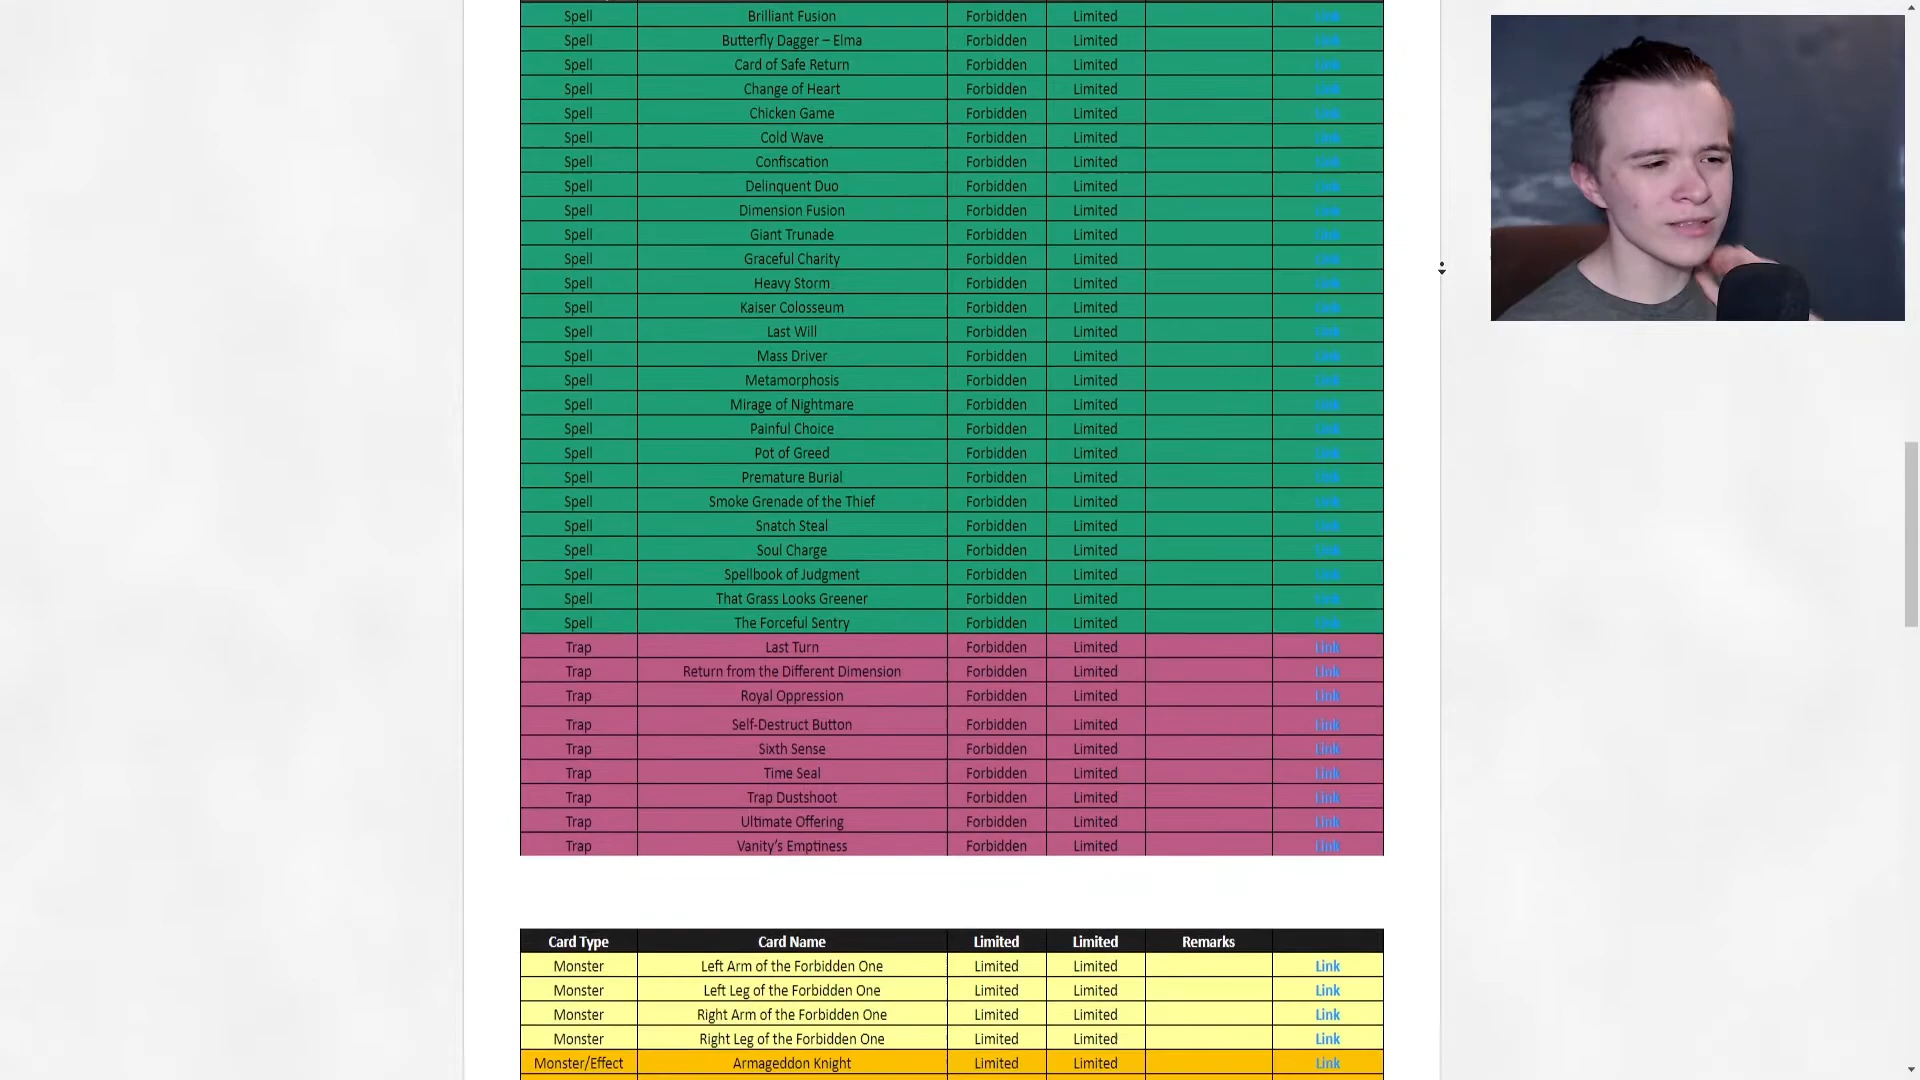 Spell Brilliant Fusion Forbidden Limited Link
Spell Butterfly Dagger – Elma Forbidden Limited Link
Spell Card of Safe Return Forbidden Limited Link
Spell Change of Heart Forbidden Limited Link
Spell Chicken Game Forbidden Limited Link
Spell Cold Wave Forbidden Limited Link
Spell Confiscation Forbidden Limited Link
Spell Delinquent Duo Forbidden Limited Link
Spell Dimension Fusion Forbidden Limited Link
Spell Giant Trunade Forbidden Limited Link
Spell Graceful Charity Forbidden Limited Link
Spell Heavy Storm Forbidden Limited Link
Spell Kaiser Colosseum Forbidden Limited Link
Spell Last Will Forbidden Limited Link
Spell Mass Driver Forbidden Limited Link
Spell Metamorphosis Forbidden Limited Link
Spell Mirage of Nightmare Forbidden Limited Link
Spell Painful Choice Forbidden Limited Link
Spell Pot of Greed Forbidden Limited Link
Spell Premature Burial Forbidden Limited Link
Spell Smoke Grenade of the Thief Forbidden Limited Link
Spell Snatch Steal Forbidden Limited Link
Spell Soul Charge Forbidden Limited Link
Spell Spellbook of Judgment Forbidden Limited Link
Spell That Grass Looks Greener Forbidden Limited Link
Spell The Forceful Sentry Forbidden Limited Link
Trap Last Turn Forbidden Limited Link
Trap Return from the Different Dimension Forbidden Limited Link
Trap Royal Oppression Forbidden Limited Link
Trap Self-Destruct Button Forbidden Limited Link
Trap Sixth Sense Forbidden Limited Link
Trap Time Seal Forbidden Limited Link
Trap Trap Dustshoot Forbidden Limited Link
Trap Ultimate Offering Forbidden Limited Link
Trap Vanity’s Emptiness Forbidden Limited Link
Card Type Card Name Limited Limited Remarks
Monster Left Arm of the Forbidden One Limited Limited Link
Monster Left Leg of the Forbidden One Limited Limited Link
Monster Right Arm of the Forbidden One Limited Limited Link
Monster Right Leg of the Forbidden One Limited Limited Link
Monster/Effect Armageddon Knight Limited Limited Link